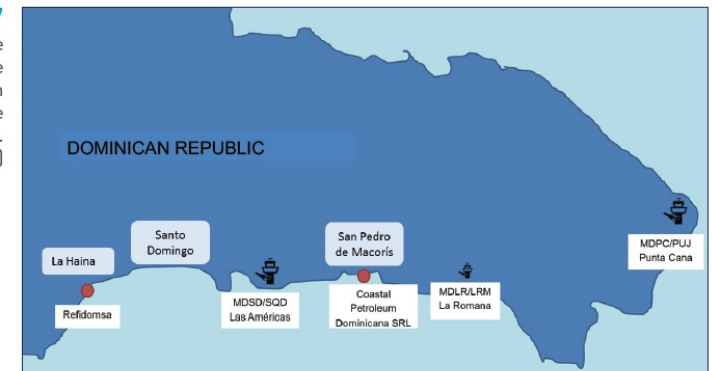 DOMINICAN REPUBLIC
La Haina
Santo
Domingo
San Pedro
de Macorís
Refidomsa
MDSD/SQD
Las Américas
Coastal
Petroleum
Dominicana SRL
MDLR/LRM
La Romana
MDPC/PUJ
Punta Cana